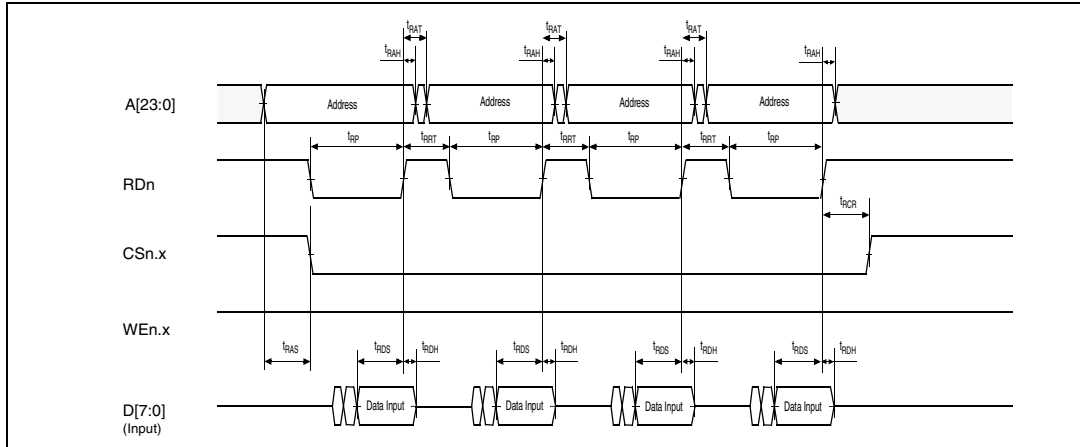 tRAT tRAT tRAT
tRAH tRAH tRAH tRAH
A[23:0] Address Address Address Address
tRP tRRT tRP tRRT tRP tRRT tRP
RDn
tRCR
CSn.x
WEn.x
tRAS tRDS tRDH tRDS tRDH tRDS tRDH tRDS tRDH
D[7:0] Data Input Data Input Data Input Data Input
(Input)